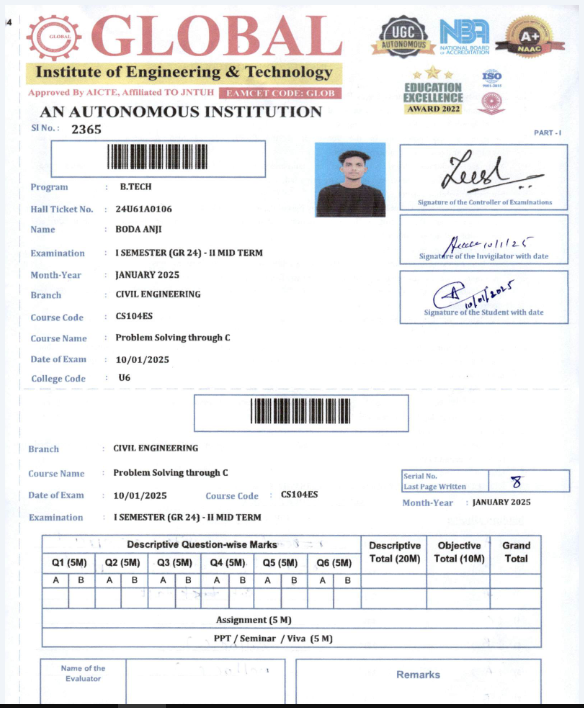 4
GLOBAL
GLOBAL
Institute of Engineering & Technology
Approved By AICTE, Affiliated TO JNTUH EAMCET CODE: GLOB
AN AUTONOMOUS INSTITUTION
UGC
AUTONOMOUS
NBA
NATIONAL BOARD
of ACCREDITATION
A+
NAAC
EDUCATION
EXCELLENCE
AWARD 2022
ISO
Sl No. : 2365
PART - I
Program : B.TECH
Hall Ticket No. : 24U61A0106
Name : BODA ANJI
Examination : I SEMESTER (GR 24) - II MID TERM
Month-Year : JANUARY 2025
Branch : CIVIL ENGINEERING
Course Code : CS104ES
Course Name : Problem Solving through C
Date of Exam : 10/01/2025
College Code : U6
Signature of the Controller of Examinations
10/1/25
Signature of the Invigilator with date
10/01/2025
Signature of the Student with date
Branch : CIVIL ENGINEERING
Course Name : Problem Solving through C
Date of Exam : 10/01/2025 Course Code : CS104ES
Examination : I SEMESTER (GR 24) - II MID TERM
Serial No.
Last Page Written
8
Month-Year : JANUARY 2025
Descriptive Question-wise Marks
Descriptive Total (20M)
Objective Total (10M)
Grand Total
Q1 (5M) Q2 (5M) Q3 (5M) Q4 (5M) Q5 (5M) Q6 (5M)
A B A B A B A B A B A B
Assignment (5 M)
PPT / Seminar / Viva (5 M)
Name of the
Evaluator
Remarks